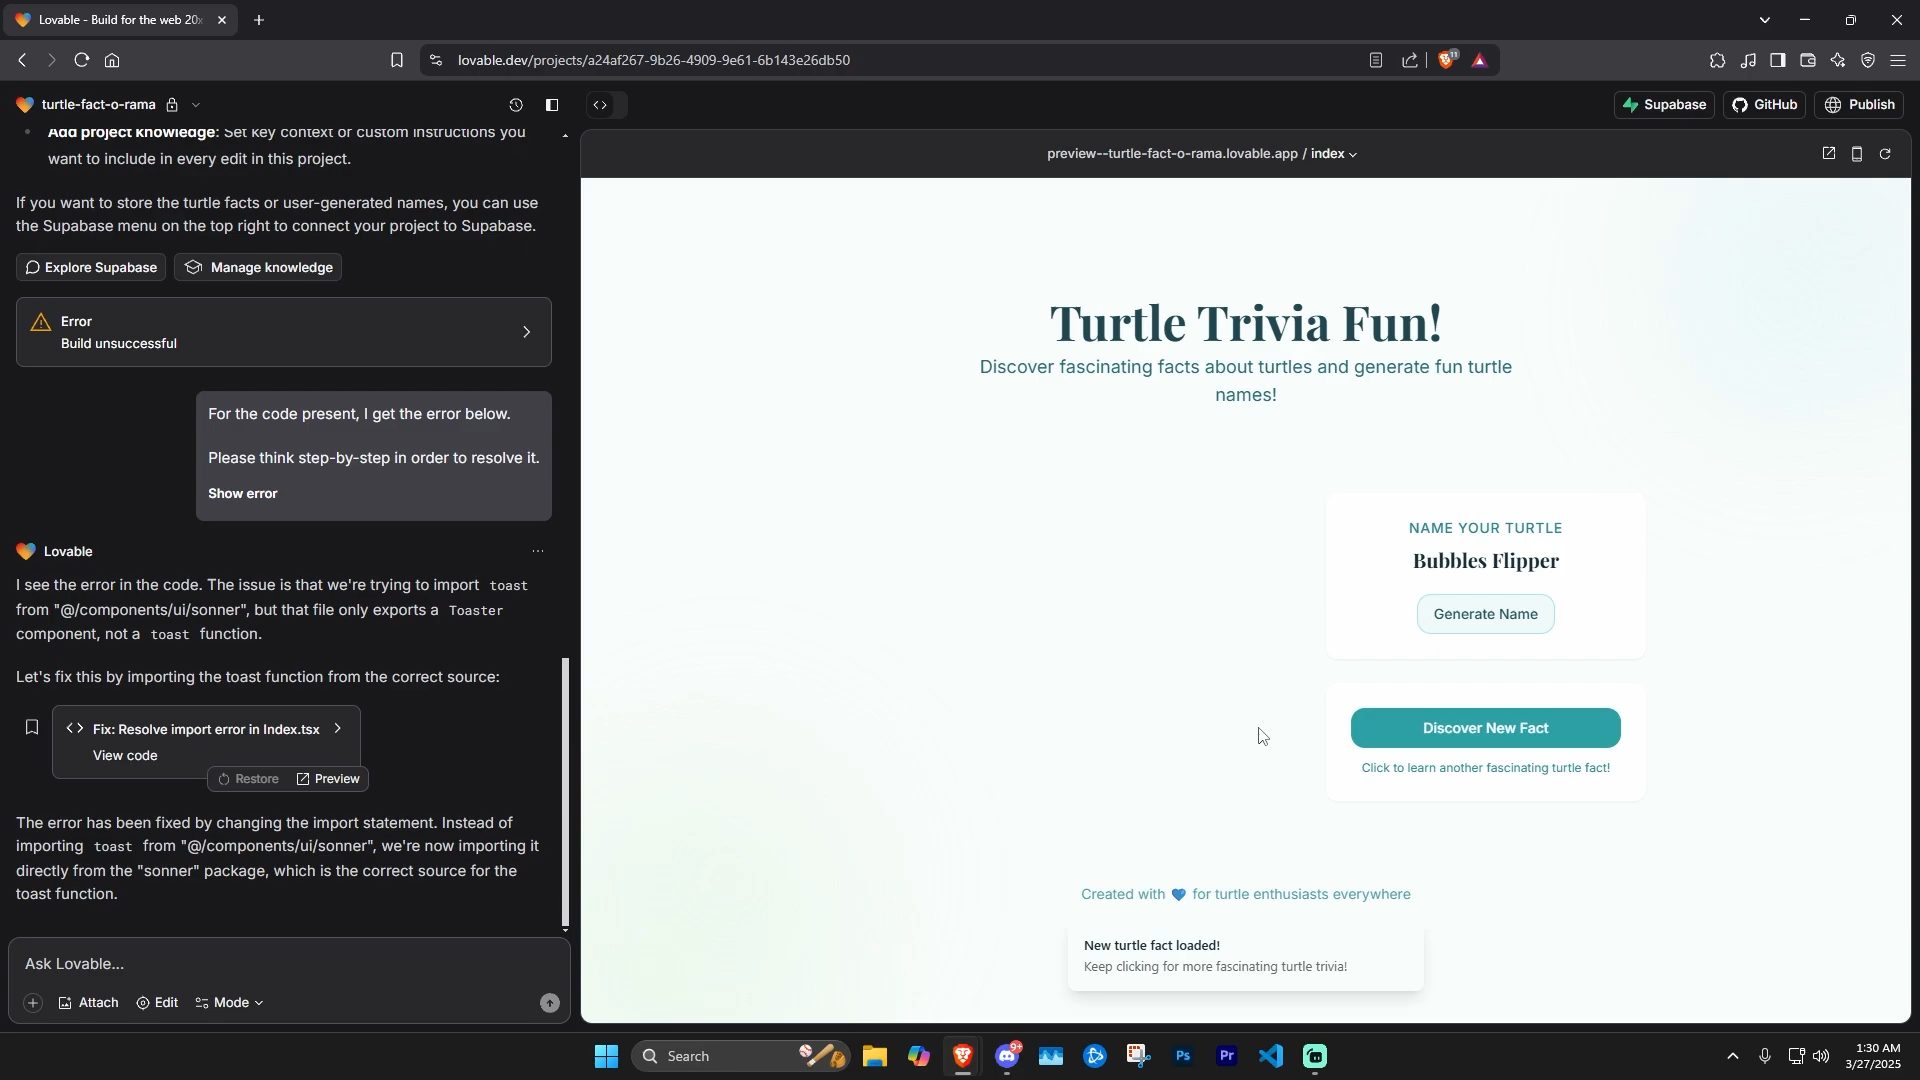 Lovable - Build for the web 20x
lovable.dev/projects/a24af267-9b26-4909-9e61-6b143e26db50
11
turtle-fact-o-rama
Supabase
GitHub
Publish
Add project knowledge: Set key context or custom instructions you
want to include in every edit in this project.
If you want to store the turtle facts or user-generated names, you can use
the Supabase menu on the top right to connect your project to Supabase.
Explore Supabase
Manage knowledge
Error
Build unsuccessful
For the code present, I get the error below.
Please think step-by-step in order to resolve it.
Show error
Lovable
I see the error in the code. The issue is that we're trying to import toast
from "@/components/ui/sonner", but that file only exports a Toaster
component, not a toast function.
Let's fix this by importing the toast function from the correct source:
Fix: Resolve import error in Index.tsx
View code
Restore
Preview
The error has been fixed by changing the import statement. Instead of
importing toast from "@/components/ui/sonner", we're now importing it
directly from the "sonner" package, which is the correct source for the
toast function.
Ask Lovable...
Attach
Edit
Mode
preview--turtle-fact-o-rama.lovable.app / index
Turtle Trivia Fun!
Discover fascinating facts about turtles and generate fun turtle
names!
NAME YOUR TURTLE
Bubbles Flipper
Generate Name
Discover New Fact
Click to learn another fascinating turtle fact!
Created with 💙 for turtle enthusiasts everywhere
New turtle fact loaded!
Keep clicking for more fascinating turtle trivia!
Search
9+
Ps
Pr
1:30 AM
3/27/2025